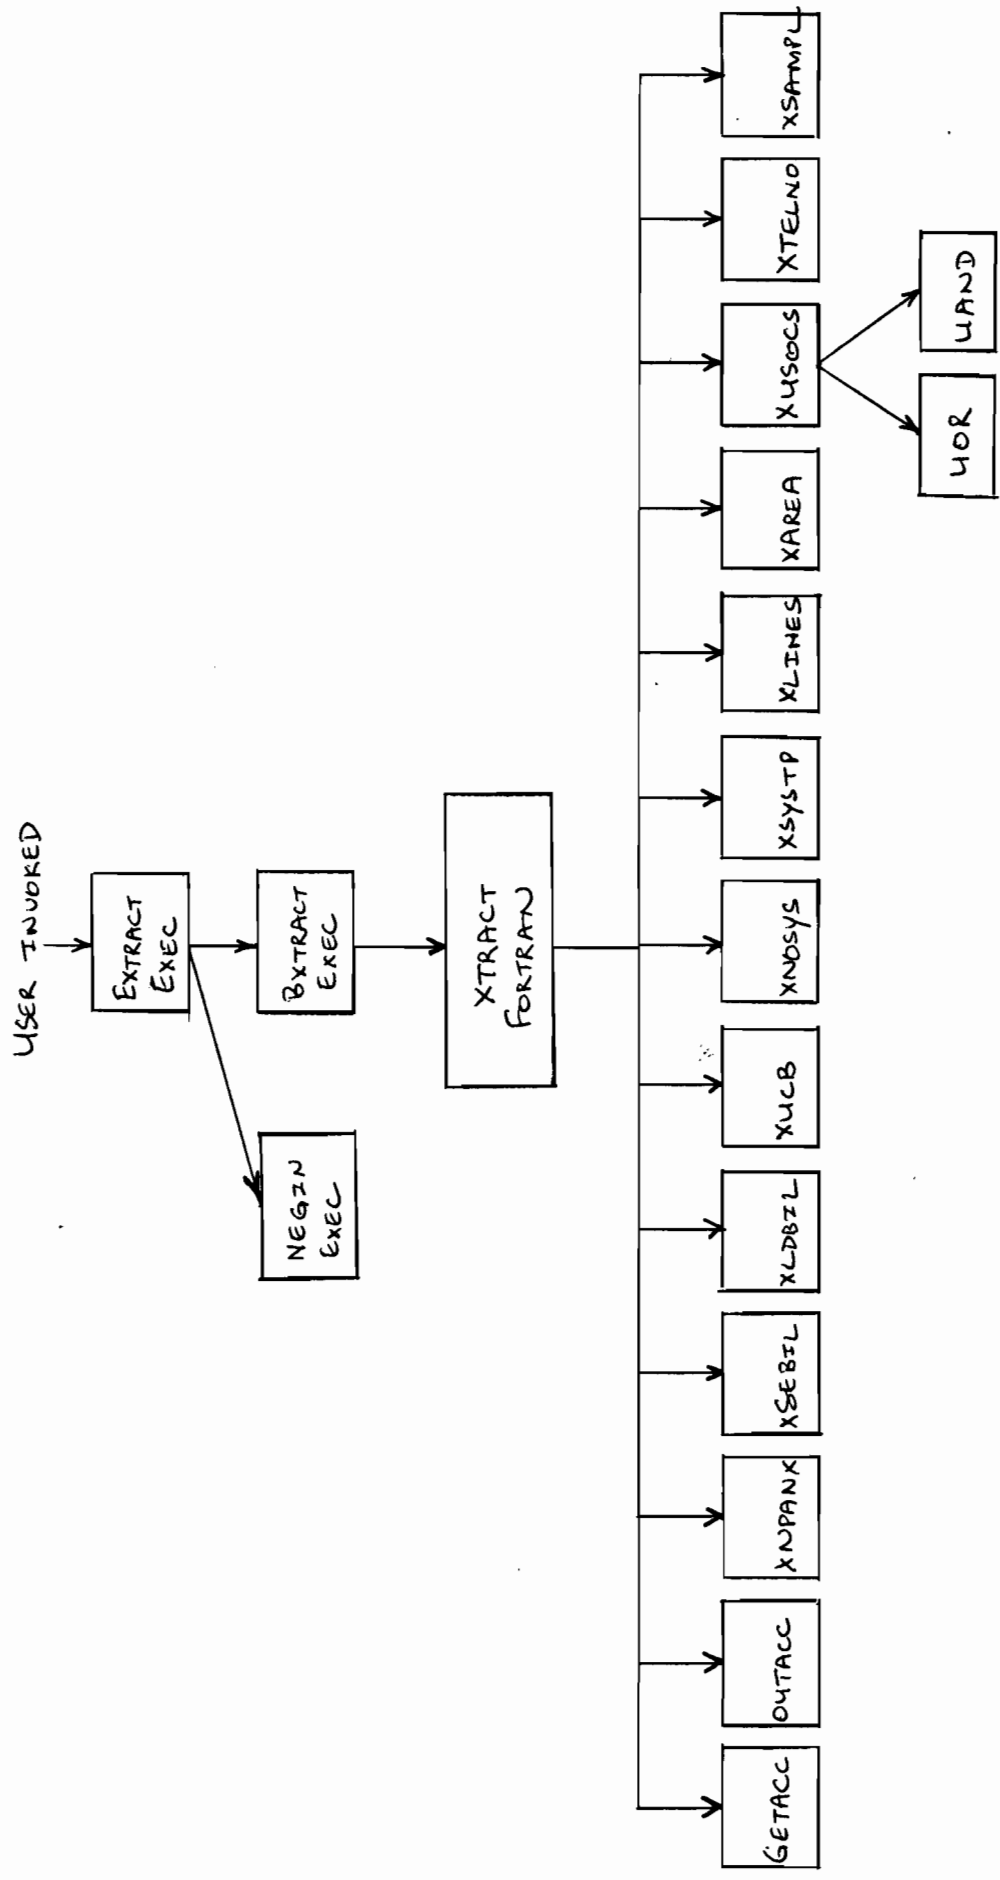 USER INVOKED
EXTRACT
EXEC
NEGIN
EXEC
BXTRACT
EXEC
XTRACT
FORTRAN
GETACC
OUTACC
XNPANX
XSEBIL
XLDBIL
XUCB
XNOSYS
XSYSTP
XLINES
XAREA
XUSOCS
XTELNO
XSAMPL
UOR
UAND